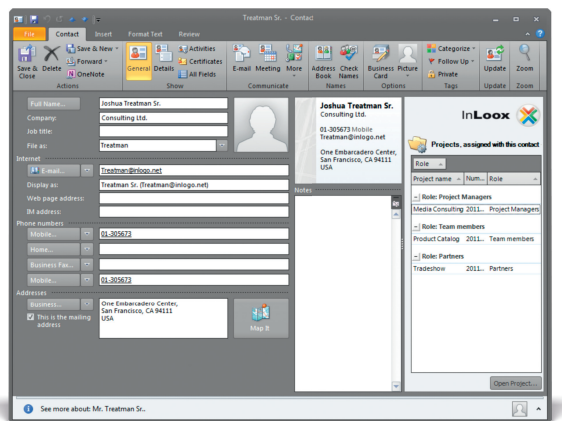 Treatman Sr. - Contact
File Contact Insert Format Text Review
Save & Close
Delete
Save & New
Forward
OneNote
Actions
General
Details
Activities
Certificates
All Fields
Show
E-mail
Meeting
More
Communicate
Address Book
Check Names
Names
Business Card
Picture
Options
Categorize
Follow Up
Private
Tags
Update
Update
Zoom
Zoom
Full Name... Joshua Treatman Sr.
Company: Consulting Ltd.
Job title:
File as: Treatman
Internet
E-mail... Treatman@inlogo.net
Display as: Treatman Sr. (Treatman@inlogo.net)
Web page address:
IM address:
Phone numbers
Mobile... 01-305673
Home...
Business Fax...
Mobile... 01-305673
Addresses
Business... One Embarcadero Center,
San Francisco, CA 94111
USA
This is the mailing
address
Map It
Joshua Treatman Sr.
Consulting Ltd.
01-305673 Mobile
Treatman@inlogo.net
One Embarcadero Center,
San Francisco, CA 94111
USA
Notes
InLoox
Projects, assigned with this contact
Role
Project name Num... Role
Role: Project Managers
Media Consulting 2011... Project Managers
Role: Team members
Product Catalog 2011... Team members
Role: Partners
Tradeshow 2011... Partners
Open Project...
See more about: Mr. Treatman Sr..